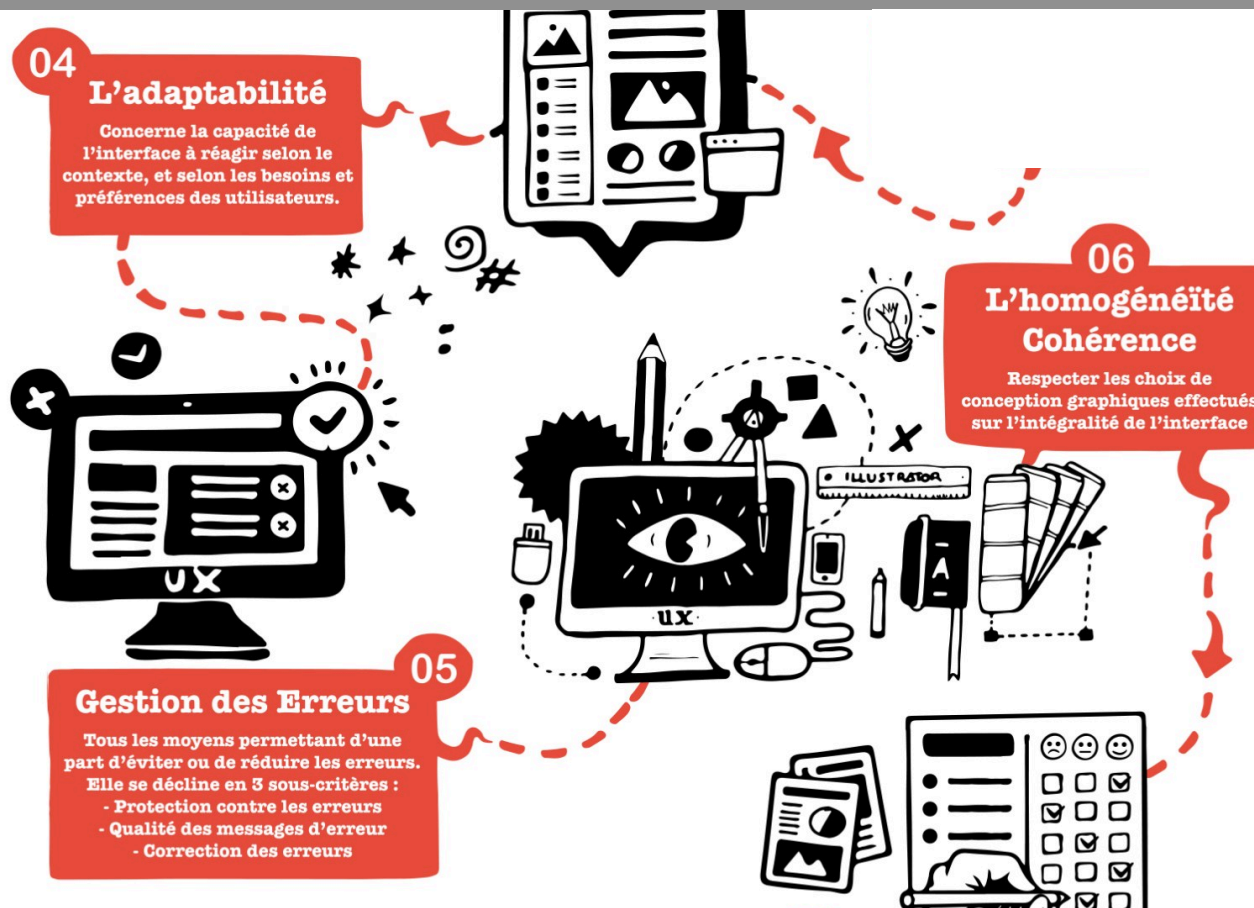 04
L'adaptabilité
Concerne la capacité de
l'interface à réagir selon le
contexte, et selon les besoins et
préférences des utilisateurs.
06
L'homogénéïté
Cohérence
Respecter les choix de
conception graphiques effectués
sur l'intégralité de l'interface
ILLUSTRATOR
A
UX
UX
05
Gestion des Erreurs
Tous les moyens permettant d'une
part d'éviter ou de réduire les erreurs.
Elle se décline en 3 sous-critères :
- Protection contre les erreurs
- Qualité des messages d'erreur
- Correction des erreurs